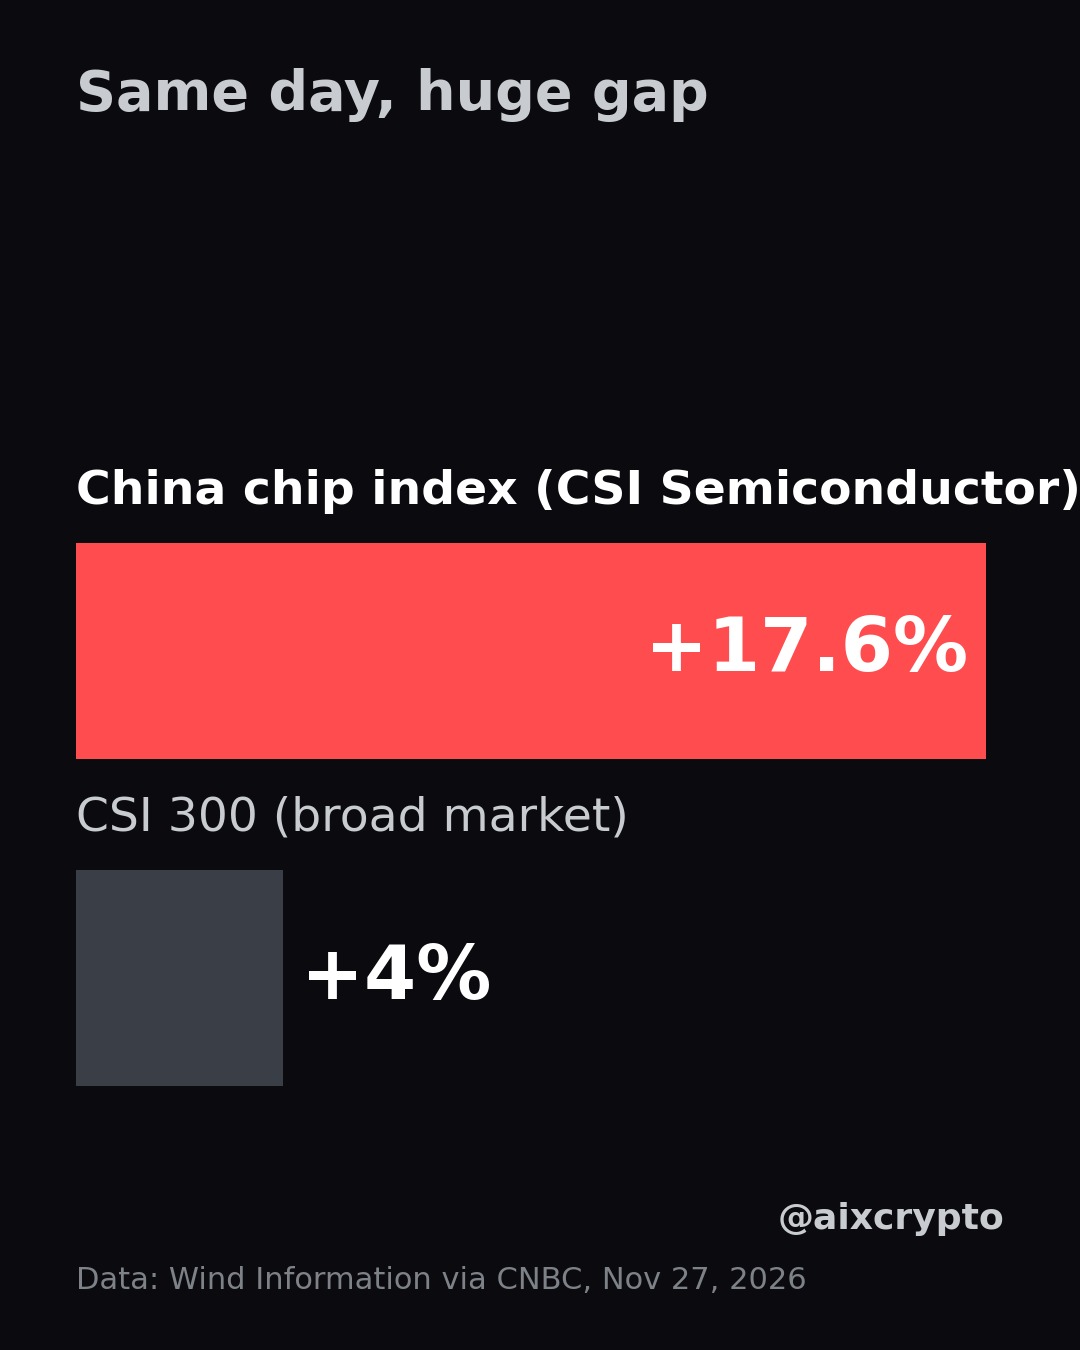 Same day, huge gap
China chip index (CSI Semiconductor)
+17.6%
CSI 300 (broad market)
+4%
@aixcrypto
Data: Wind Information via CNBC, Nov 27, 2026